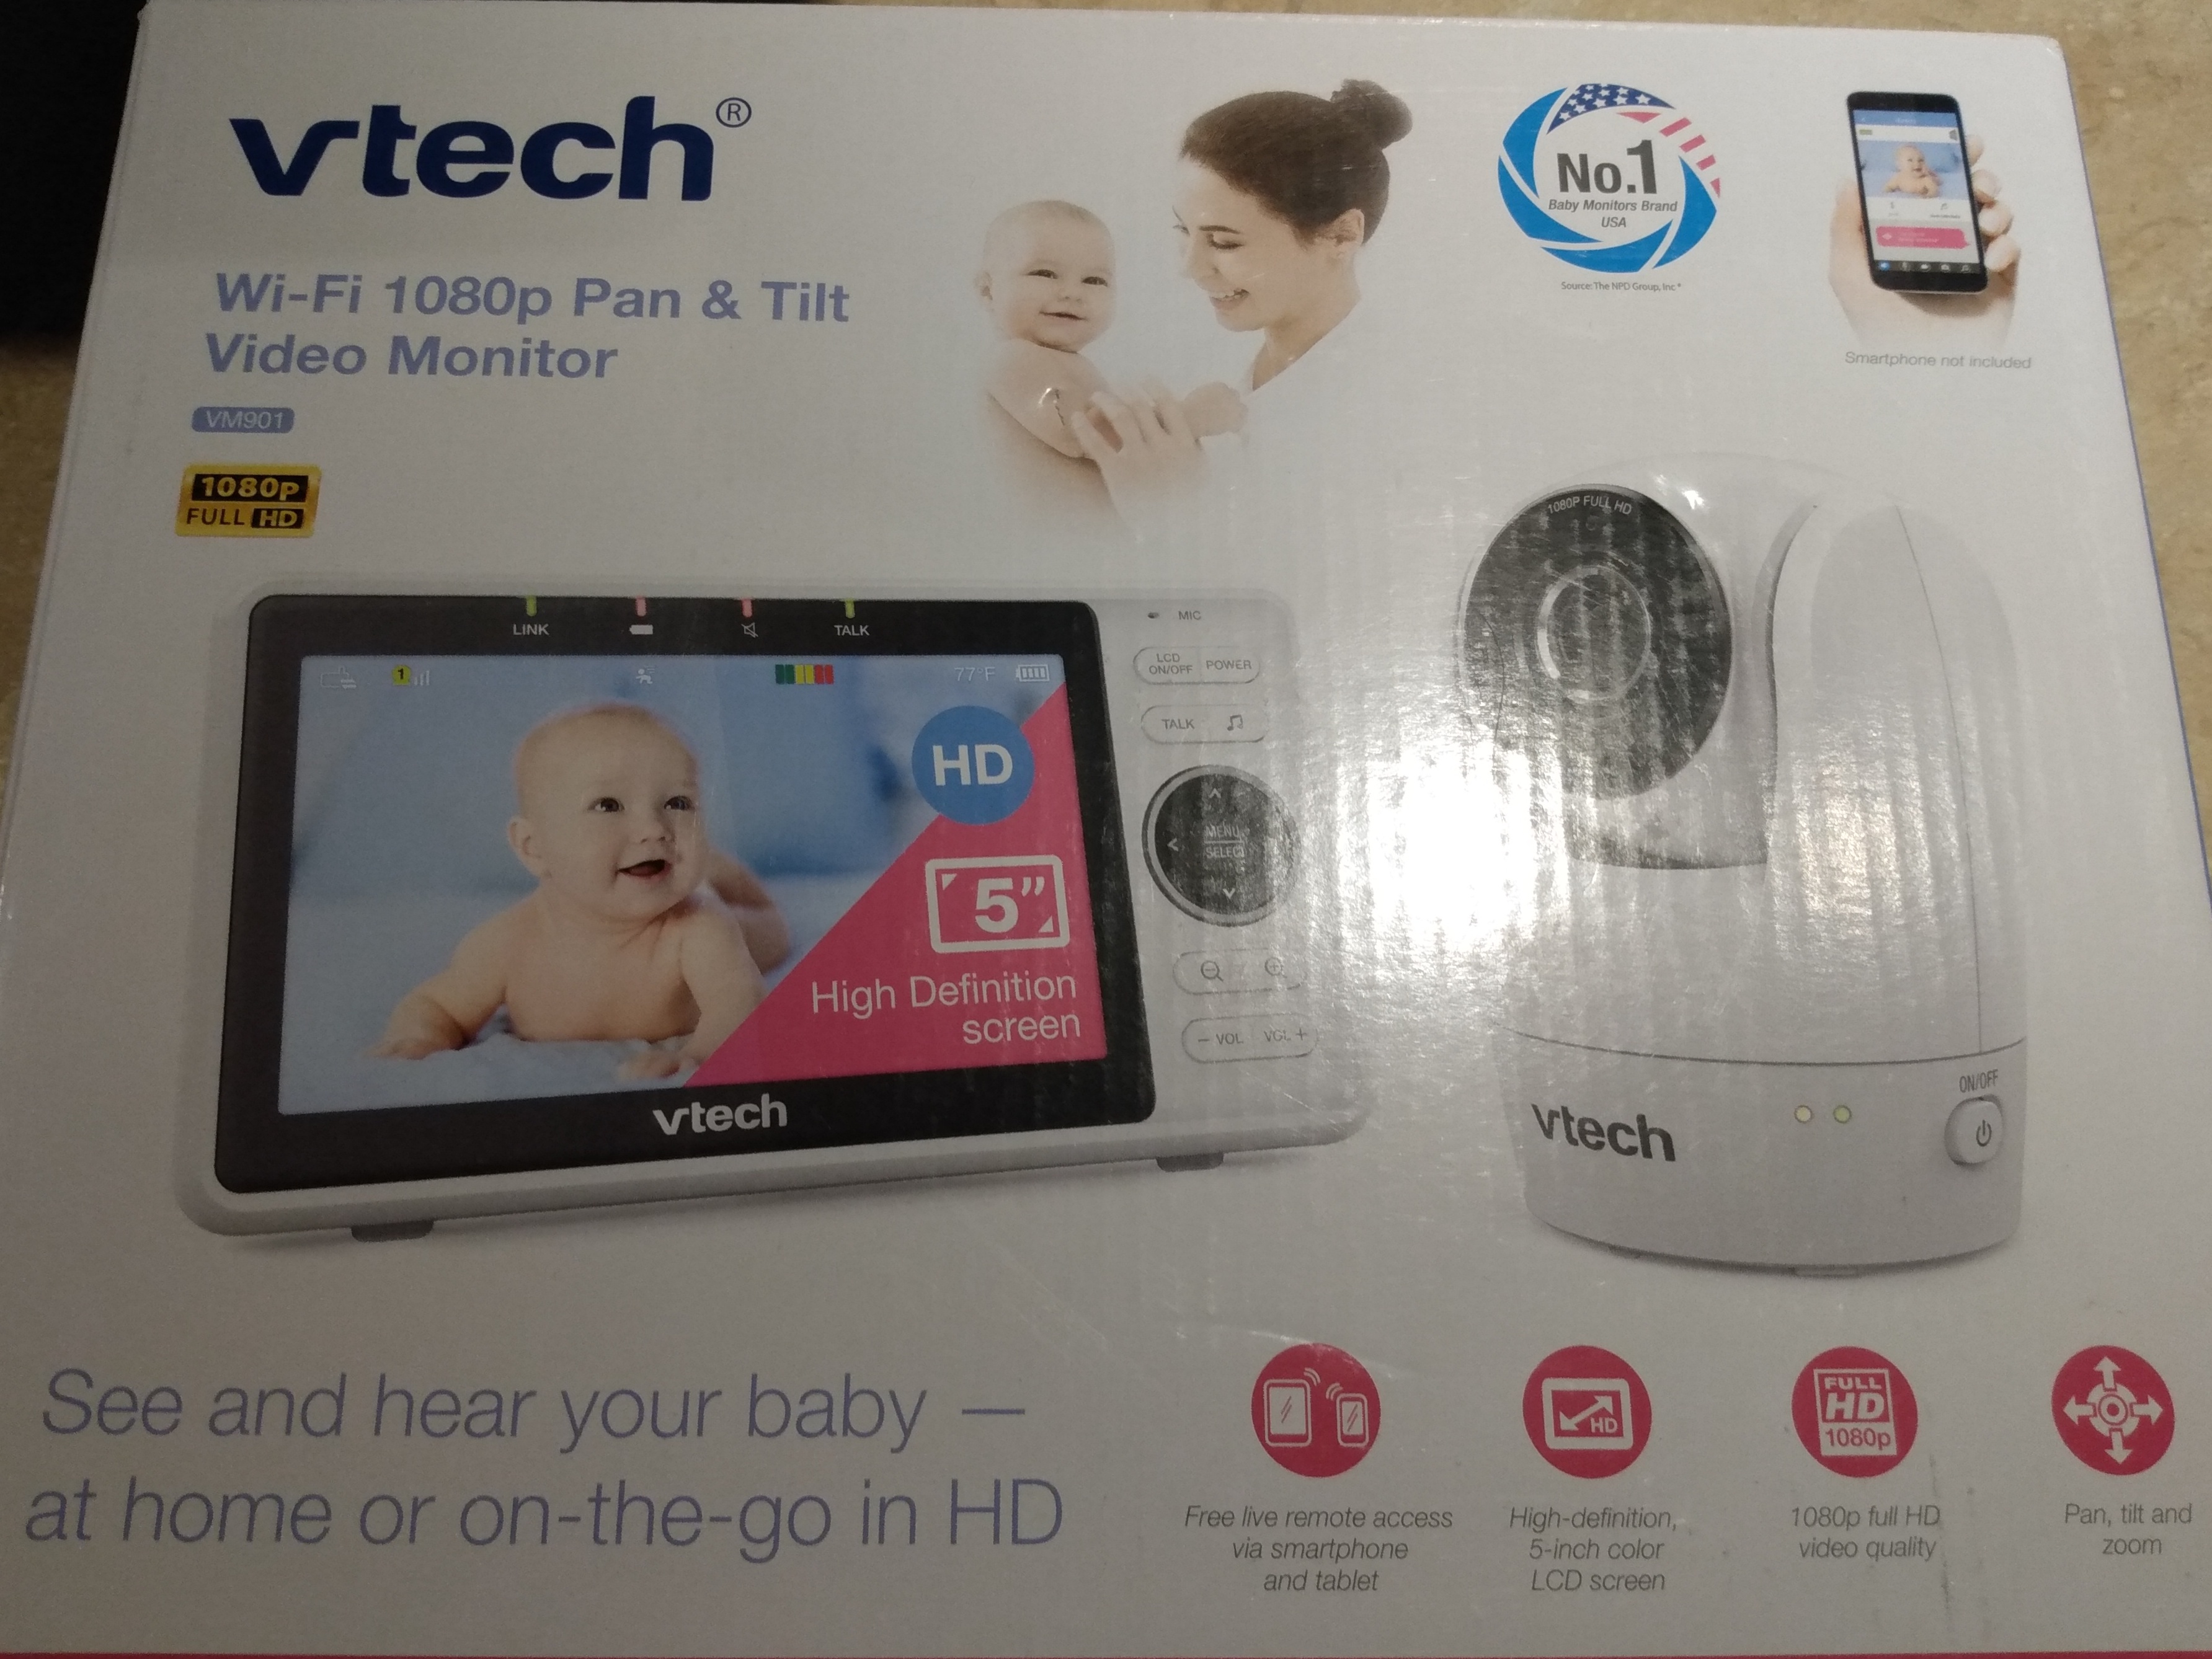 vtech®
Wi-Fi 1080p Pan & Tilt
Video Monitor
VM901
1080p
FULL HD
No.1
Baby Monitors Brand
USA
Source: The NPD Group, Inc.*
Smartphone not included
LINK
TALK
1
77°F
HD
5”
High Definition
screen
vtech
MIC
LCD
ON/OFF POWER
TALK
MENU
SELECT
– VOL VOL +
1080P FULL HD
vtech
ON/OFF
See and hear your baby —
at home or on-the-go in HD
HD
FULL
HD
1080p
Free live remote access
via smartphone
and tablet
High-definition,
5-inch color
LCD screen
1080p full HD
video quality
Pan, tilt and
zoom